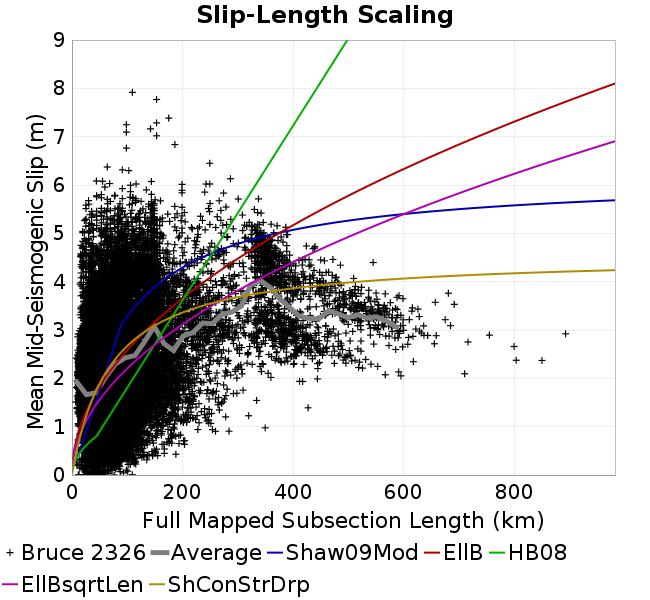 Slip-Length Scaling
9
8
7
6
5
4
3
2
1
0
Mean Mid-Seismogenic Slip (m)
0 200 400 600 800
Full Mapped Subsection Length (km)
Bruce 2326 Average Shaw09Mod EllB HB08
EllBsqrtLen ShConStrDrp